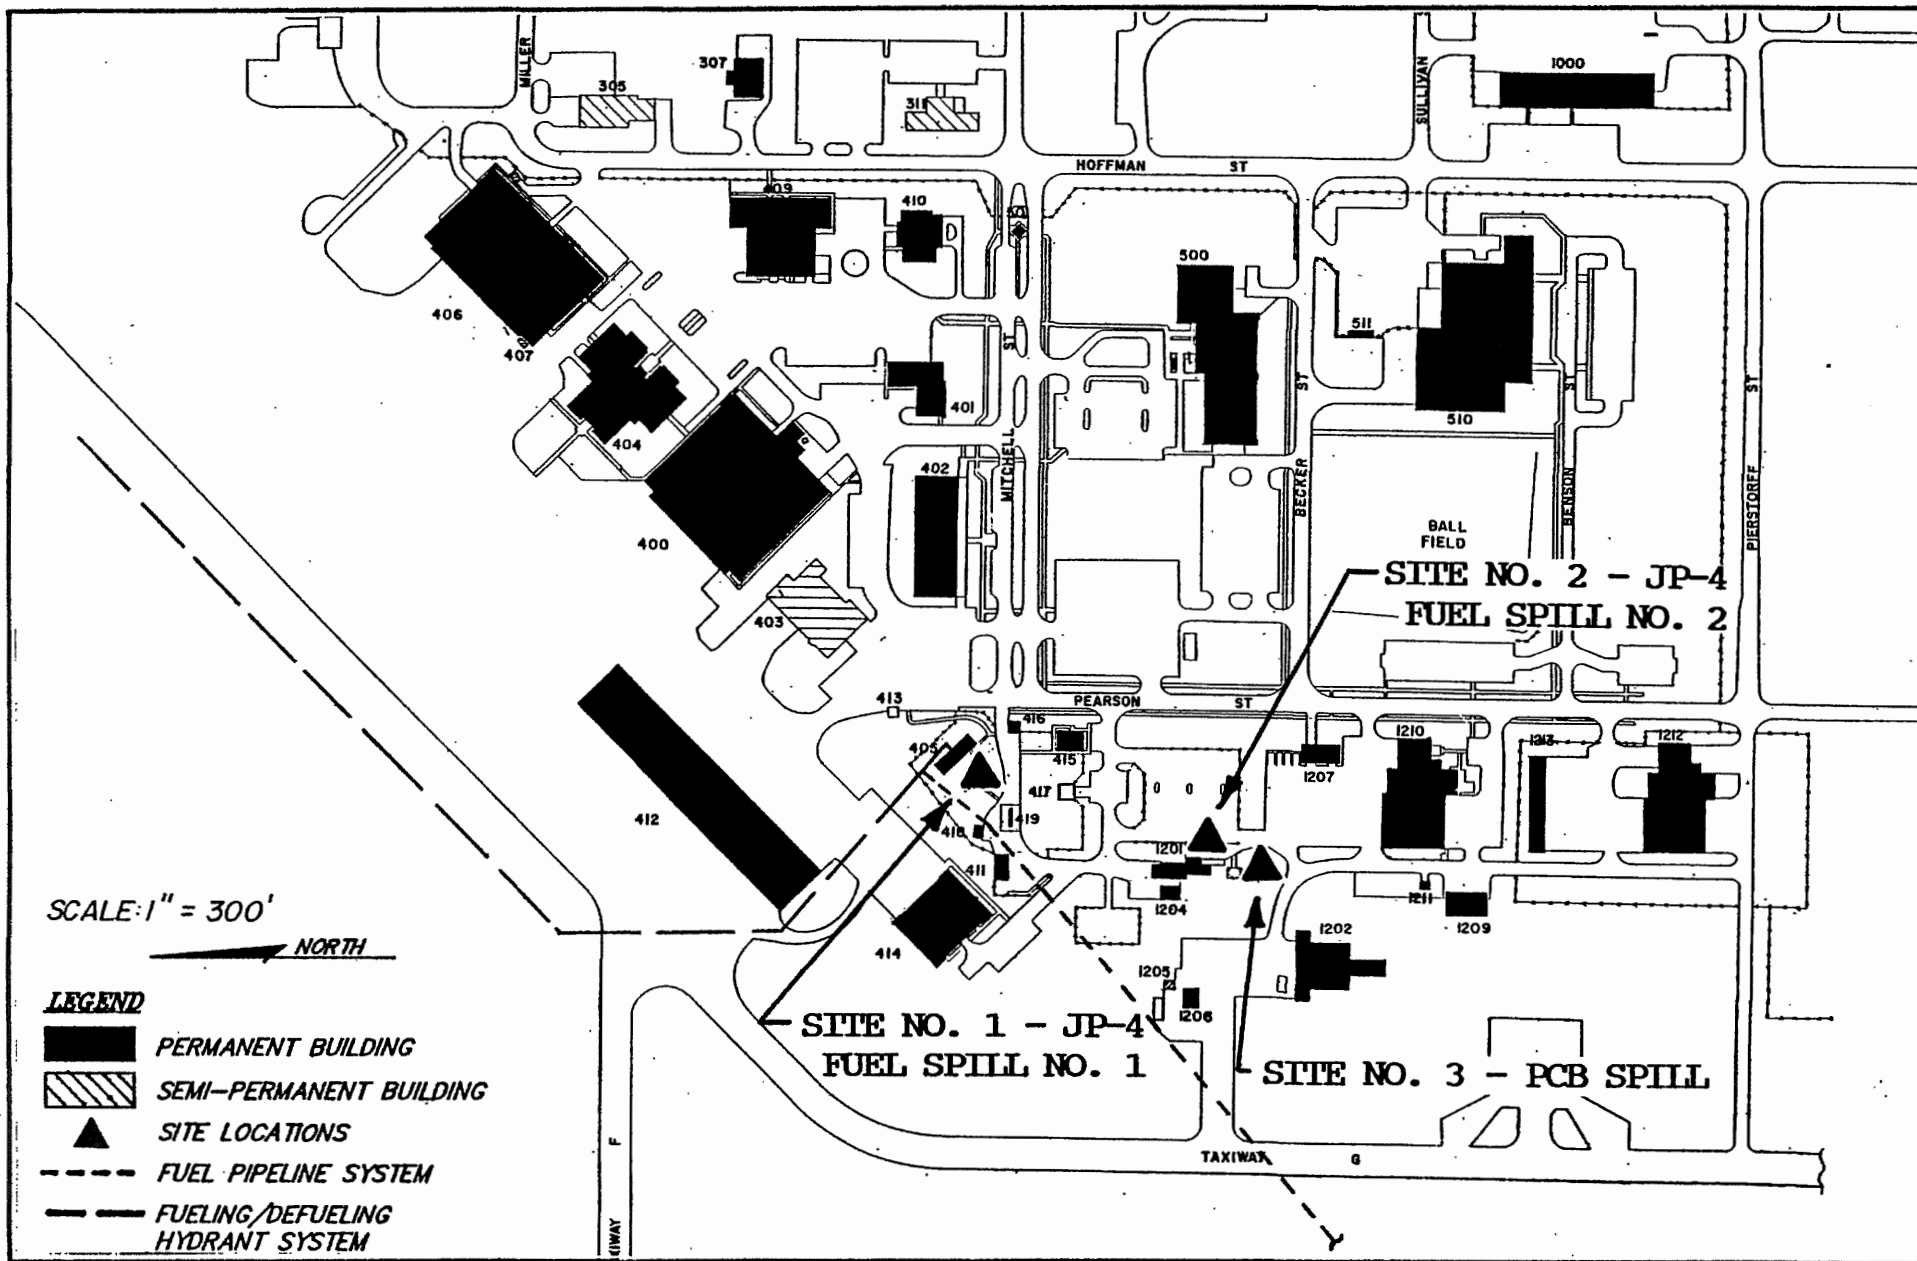 MILLER
307
305
311
SULLIVAN
1000
HOFFMAN ST
409
410
ST
500
406
407
511
ST
404
401
ST
ST
ST
510
MITCHELL
402
BECKER
BENSON
PIERSTORFF
400
BALL
FIELD
403
SITE NO. 2 - JP-4
FUEL SPILL NO. 2
413
PEARSON ST
416
405
415
1210
1213
1212
1207
417
412
418
419
1201
411
SCALE: 1" = 300'
NORTH
1204
1211
1209
414
1202
1205
1206
LEGEND
PERMANENT BUILDING
SEMI-PERMANENT BUILDING
SITE LOCATIONS
FUEL PIPELINE SYSTEM
FUELING/DEFUELING
HYDRANT SYSTEM
SITE NO. 1 - JP-4
FUEL SPILL NO. 1
SITE NO. 3 - PCB SPILL
TAXIWAY G
IWAY F